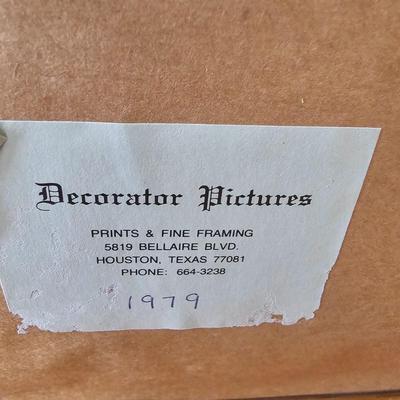 Decorator Pictures
PRINTS & FINE FRAMING
5819 BELLAIRE BLVD.
HOUSTON, TEXAS 77081
PHONE: 664-3238
1979